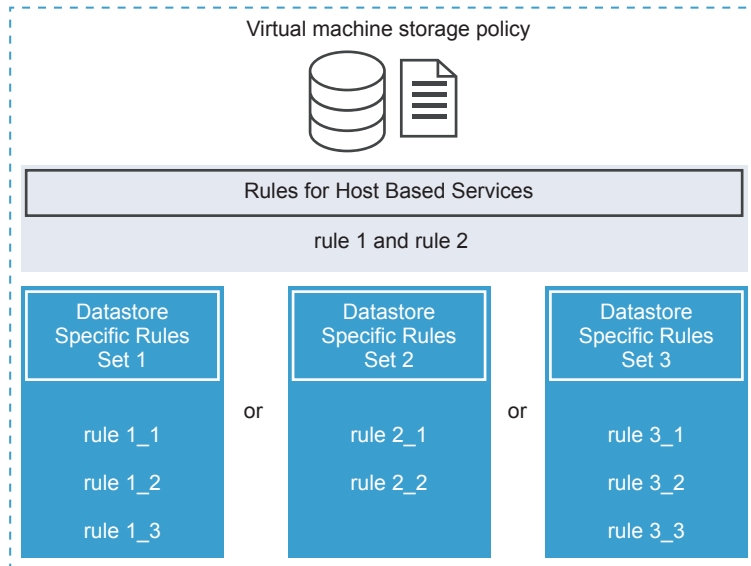 Virtual machine storage policy
Rules for Host Based Services
rule 1 and rule 2
Datastore
Specific Rules
Set 1
rule 1_1
rule 1_2
rule 1_3
or
Datastore
Specific Rules
Set 2
rule 2_1
rule 2_2
or
Datastore
Specific Rules
Set 3
rule 3_1
rule 3_2
rule 3_3